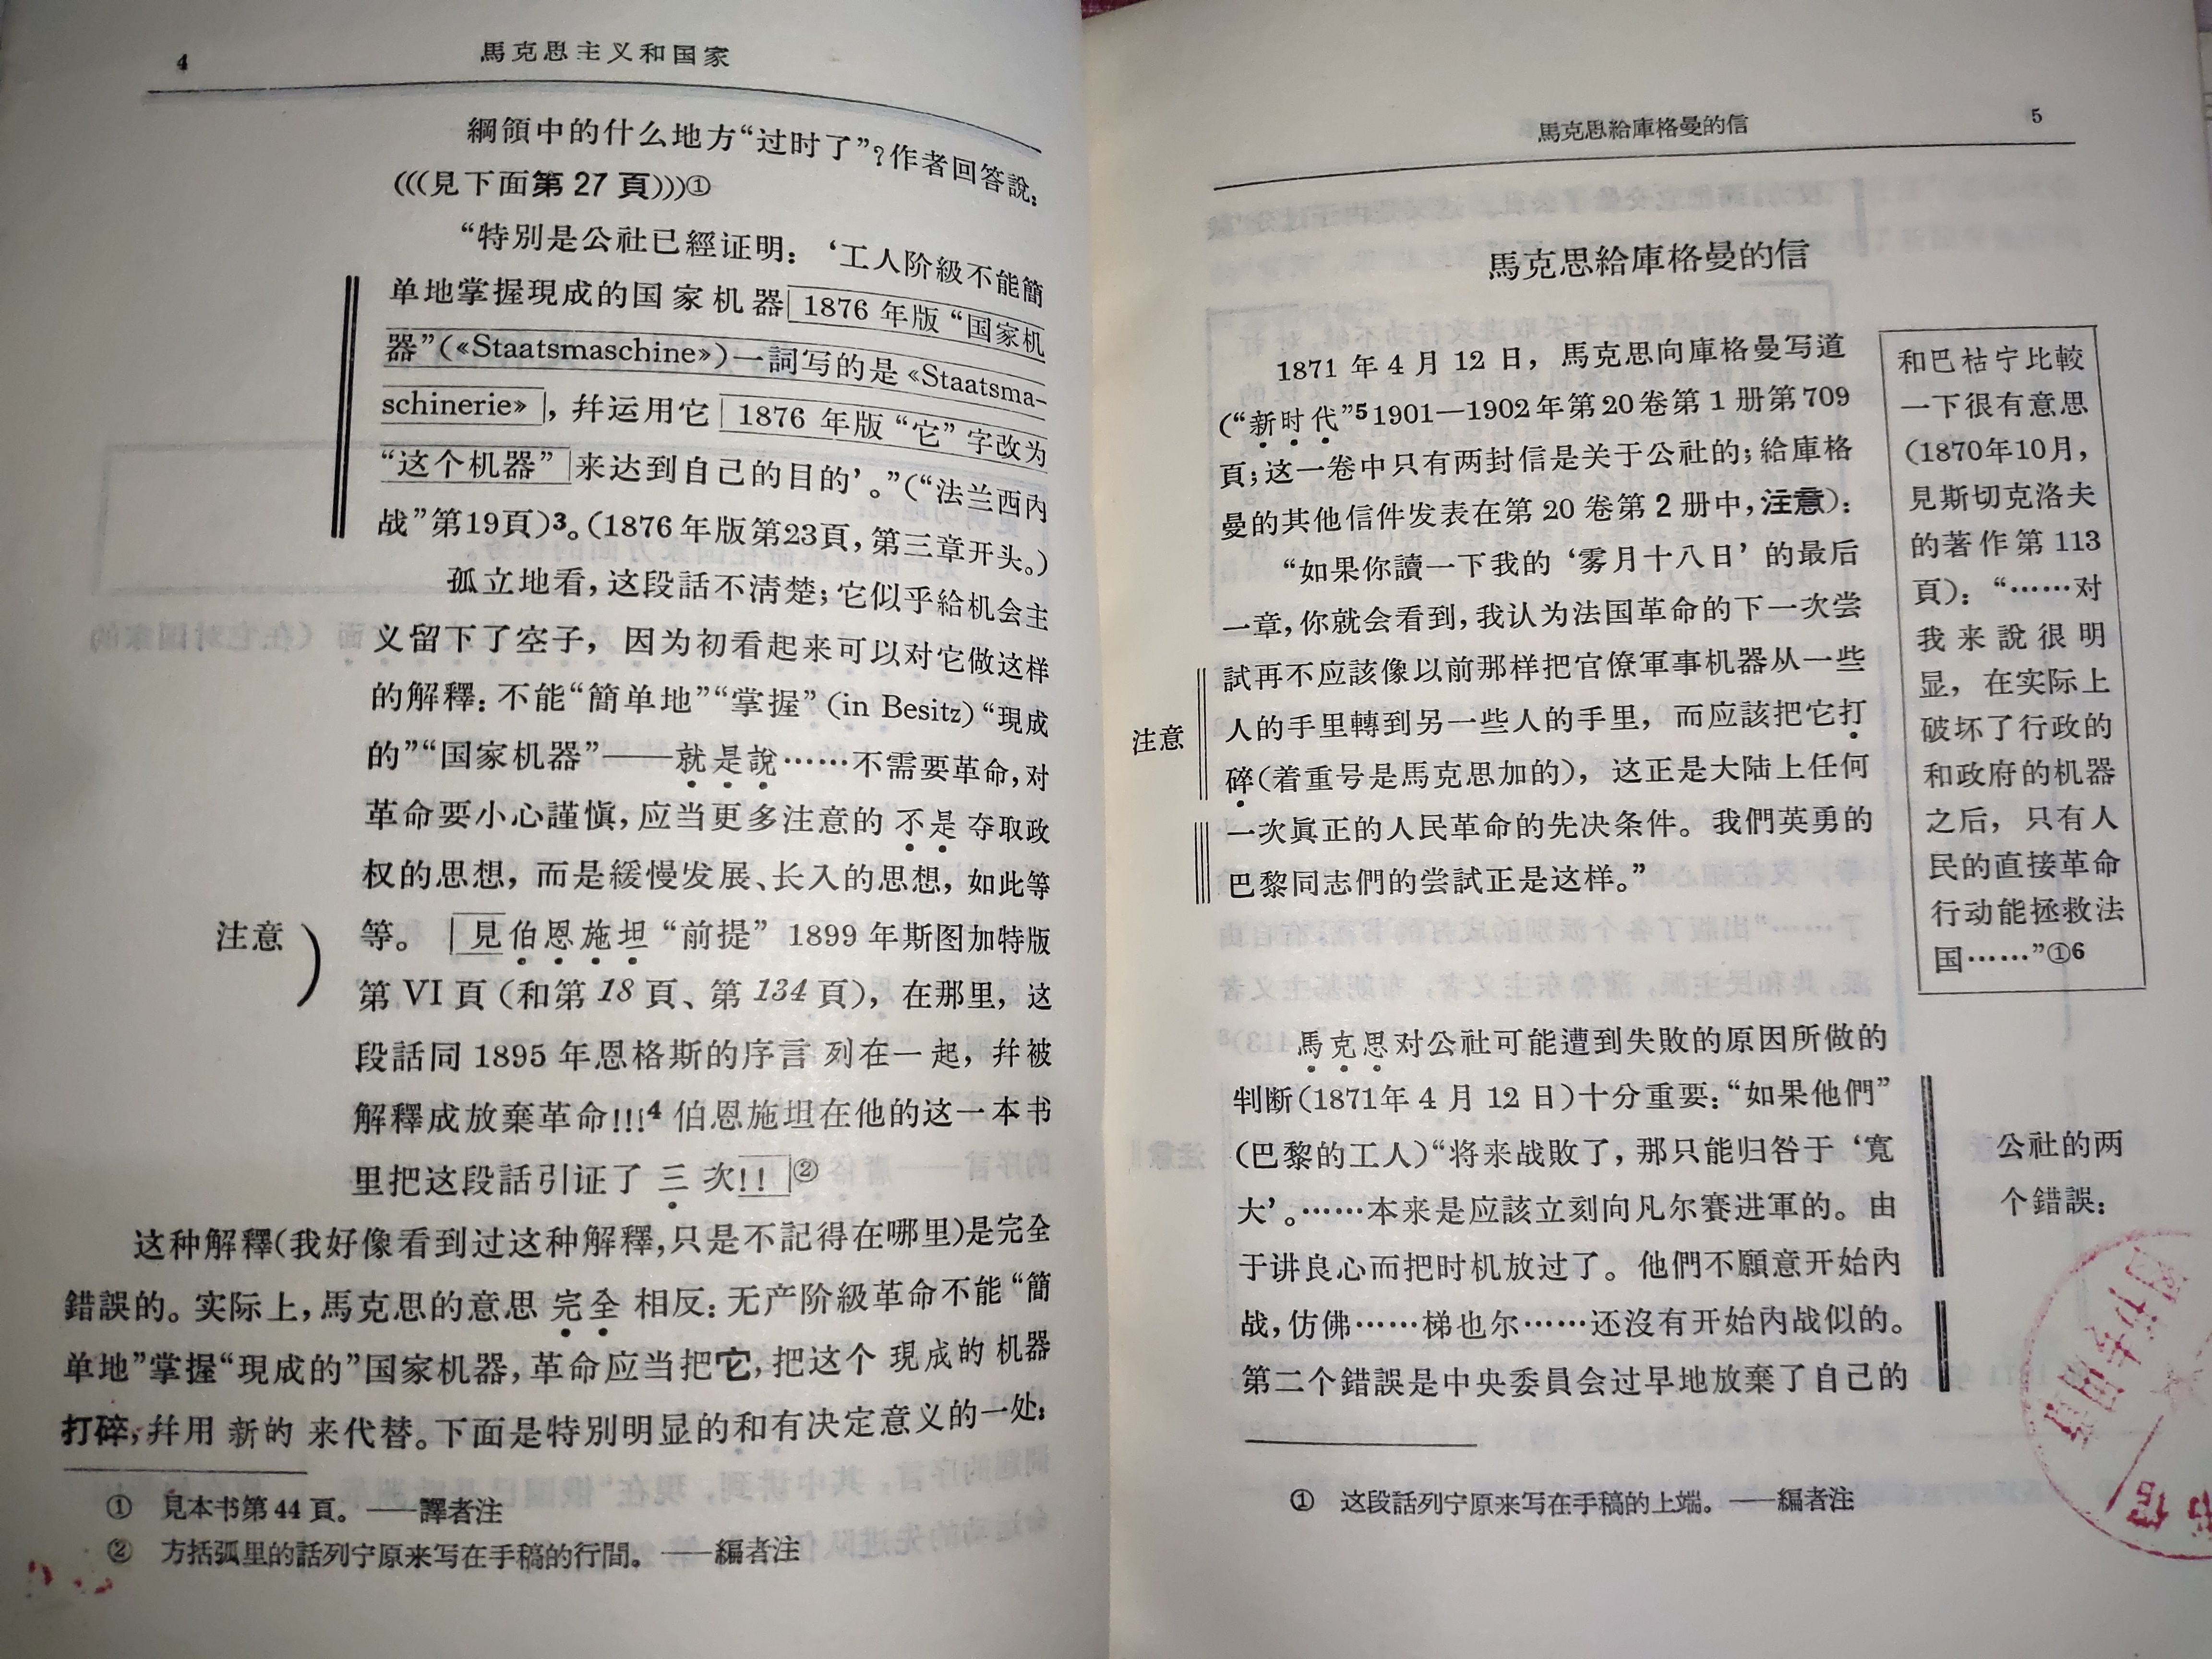 4
馬克思主义和国家
綱領中的什么地方“过时了”?作者回答說:
(((見下面第 27 頁)))①
“特別是公社已經证明: ‘工人阶級不能簡
单地掌握現成的国家机器 1876 年版“国家机
器”(«Staatsmaschine»)一詞写的是«Staatsma-
schinerie» ,幷运用它 1876 年版“它”字改为
“这个机器” 来达到自己的目的’。”(“法兰西內
战”第19頁)3。(1876年版第23頁,第三章开头。)
孤立地看,这段話不清楚;它似乎給机会主
义留下了空子, 因为初看起来可以对它做这样
的解釋: 不能“簡单地”“掌握”(in Besitz)“現成
的”“国家机器”——就是說……不需要革命,对
革命要小心謹愼,应当更多注意的不是夺取政
权的思想, 而是緩慢发展、长入的思想, 如此等
注意
等。 見伯恩施坦“前提”1899 年斯图加特版
第 VI 頁(和第 18 頁、第 134 頁), 在那里, 这
段話同 1895 年恩格斯的序言列在一起, 幷被
解釋成放棄革命!!!4 伯恩施坦在他的这一本书
里把这段話引证了三次!! ②
这种解釋(我好像看到过这种解釋,只是不記得在哪里)是完全
錯誤的。实际上,馬克思的意思完全相反: 无产阶級革命不能“簡
单地”掌握“現成的”国家机器,革命应当把它,把这个現成的机器
打碎,幷用新的来代替。下面是特別明显的和有决定意义的一处:
① 見本书第 44 頁。——譯者注
② 方括弧里的話列宁原来写在手稿的行間。——編者注
馬克思給庫格曼的信
5
馬克思給庫格曼的信
1871 年 4 月 12 日, 馬克思向庫格曼写道
(“新时代”5 1901—1902年第20卷第 1 册第709
頁;这一卷中只有两封信是关于公社的;給庫格
曼的其他信件发表在第 20 卷第 2 册中,注意):
“如果你讀一下我的‘雾月十八日’的最后
一章,你就会看到,我认为法国革命的下一次尝
試再不应該像以前那样把官僚軍事机器从一些
注意
人的手里轉到另一些人的手里, 而应該把它打
碎(着重号是馬克思加的), 这正是大陆上任何
一次眞正的人民革命的先决条件。我們英勇的
巴黎同志們的尝試正是这样。”
和巴枯宁比較
一下很有意思
(1870年10月,
見斯切克洛夫
的著作第 113
頁): “……对
我来說很明
显, 在实际上
破坏了行政的
和政府的机器
之后, 只有人
民的直接革命
行动能拯救法
国……”①6
馬克思对公社可能遭到失敗的原因所做的
判断(1871年 4 月 12 日)十分重要:“如果他們”
(巴黎的工人)“将来战敗了, 那只能归咎于‘寬
大’。……本来是应該立刻向凡尔賽进軍的。由
于讲良心而把时机放过了。他們不願意开始內
战,仿佛……梯也尔……还沒有开始內战似的。
第二个錯誤是中央委員会过早地放棄了自己的
公社的两
个錯誤:
① 这段話列宁原来写在手稿的上端。——編者注